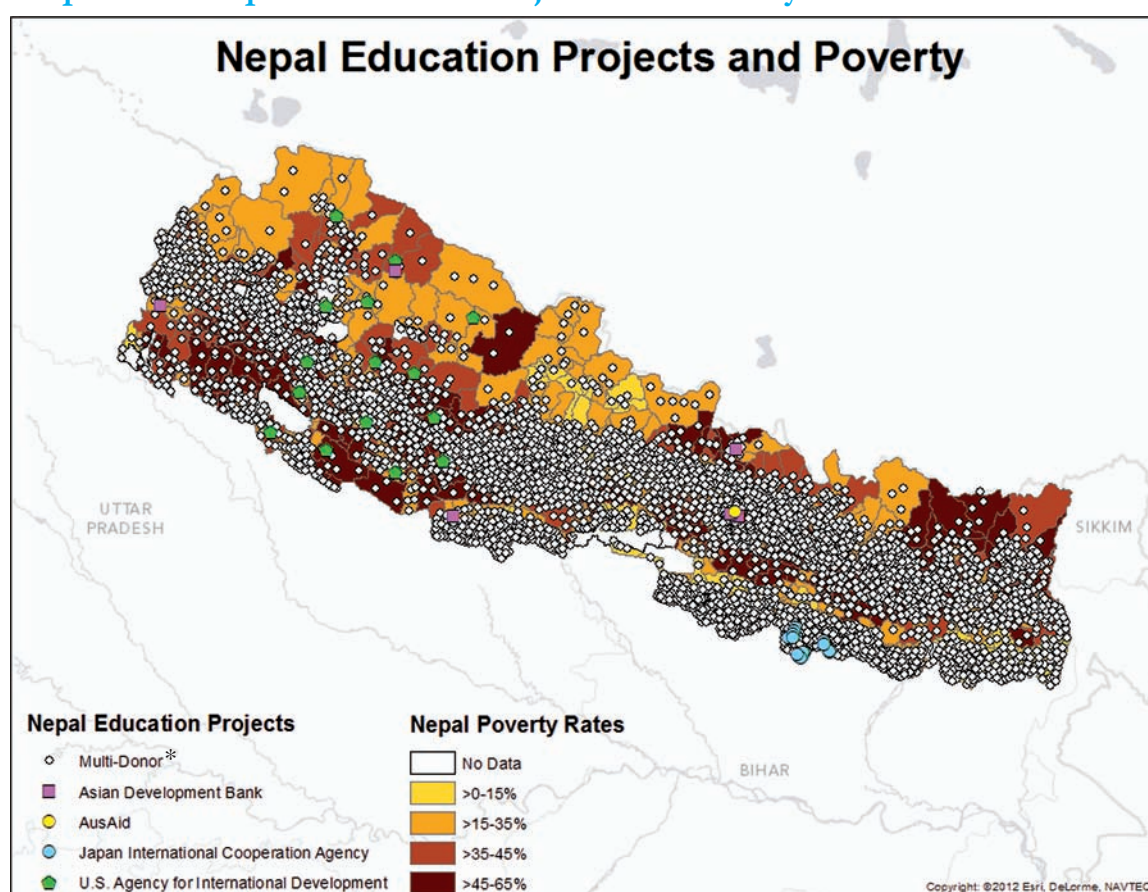 Nepal Education Projects and Poverty
UTTAR
PRADESH
SIKKIM
BIHAR
Nepal Education Projects
Multi-Donor*
Asian Development Bank
AusAid
Japan International Cooperation Agency
U.S. Agency for International Development
Nepal Poverty Rates
No Data
>0-15%
>15-35%
>35-45%
>45-65%
Copyright: ©2012 Esri, DeLorme, NAVTEQ